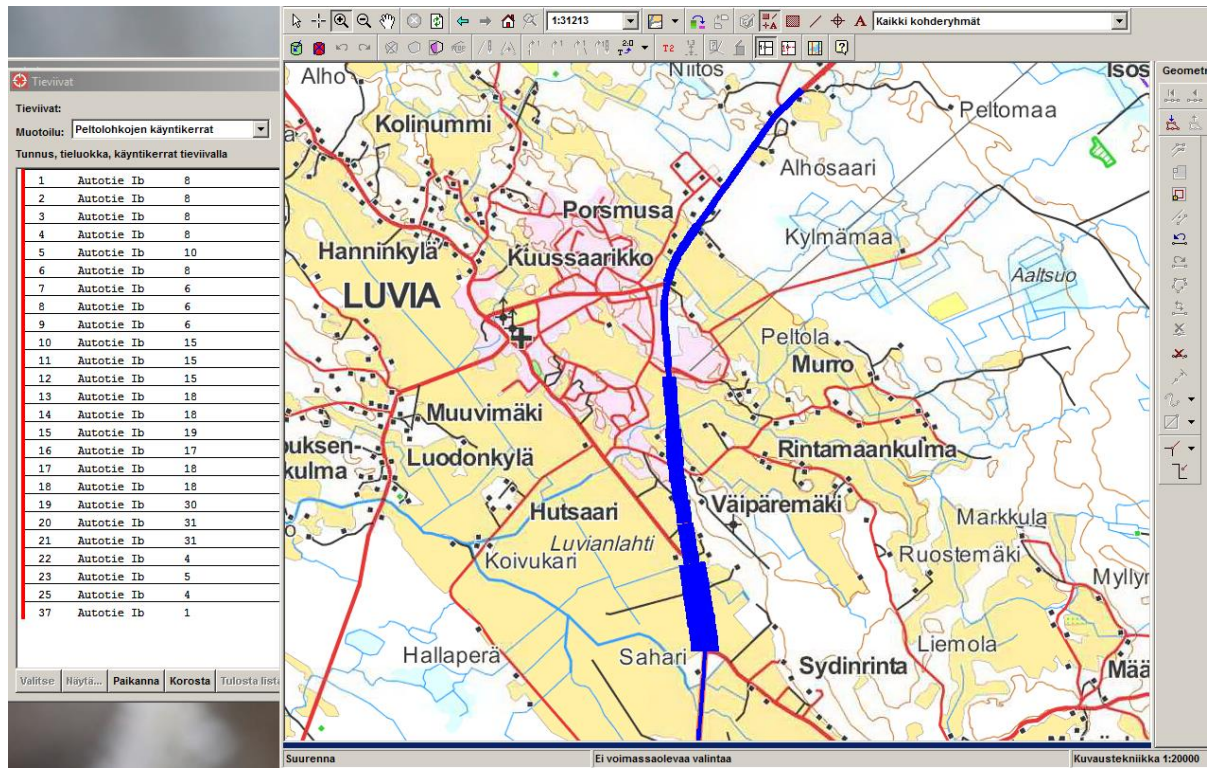 1:31213
A
Kaikki kohderyhmät
2:0
T2
Tieviivat
Tieviivat:
Muotoilu: Peltolohkojen käyntikerrat
Tunnus, tieluokka, käyntikerrat tieviivalla
1 Autotie Ib 8
2 Autotie Ib 8
3 Autotie Ib 8
4 Autotie Ib 8
5 Autotie Ib 10
6 Autotie Ib 8
7 Autotie Ib 6
8 Autotie Ib 6
9 Autotie Ib 6
10 Autotie Ib 15
11 Autotie Ib 15
12 Autotie Ib 15
13 Autotie Ib 18
14 Autotie Ib 18
15 Autotie Ib 19
16 Autotie Ib 17
17 Autotie Ib 18
18 Autotie Ib 18
19 Autotie Ib 30
20 Autotie Ib 31
21 Autotie Ib 31
22 Autotie Ib 4
23 Autotie Ib 5
25 Autotie Ib 4
37 Autotie Ib 1
Valitse Näytä... Paikanna Korosta Tulosta lista
Alho
Niitos
Isos
Kolinummi
Peltomaa
Alhosaari
Porsmusa
Hanninkylä
Kuussaarikko
Kylmämaa
LUVIA
Aaltsuo
Peltola
Murro
Muuvimäki
puksen-
kulma
Luodonkylä
Rintamaankulma
Hutsaari
Väipäremäki
Markkula
Luvianlahti
Koivukari
Ruostemäki
Myllyr
Hallaperä
Sahari
Liemola
Sydinrinta
Mää
Geometr
Suurenna
Ei voimassaolevaa valintaa
Kuvaustekniikka 1:20000